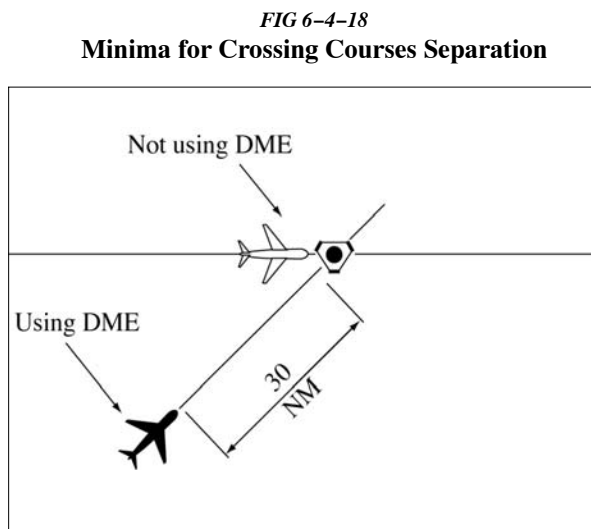 FIG 6–4–18
Minima for Crossing Courses Separation
Not using DME
Using DME
30
NM